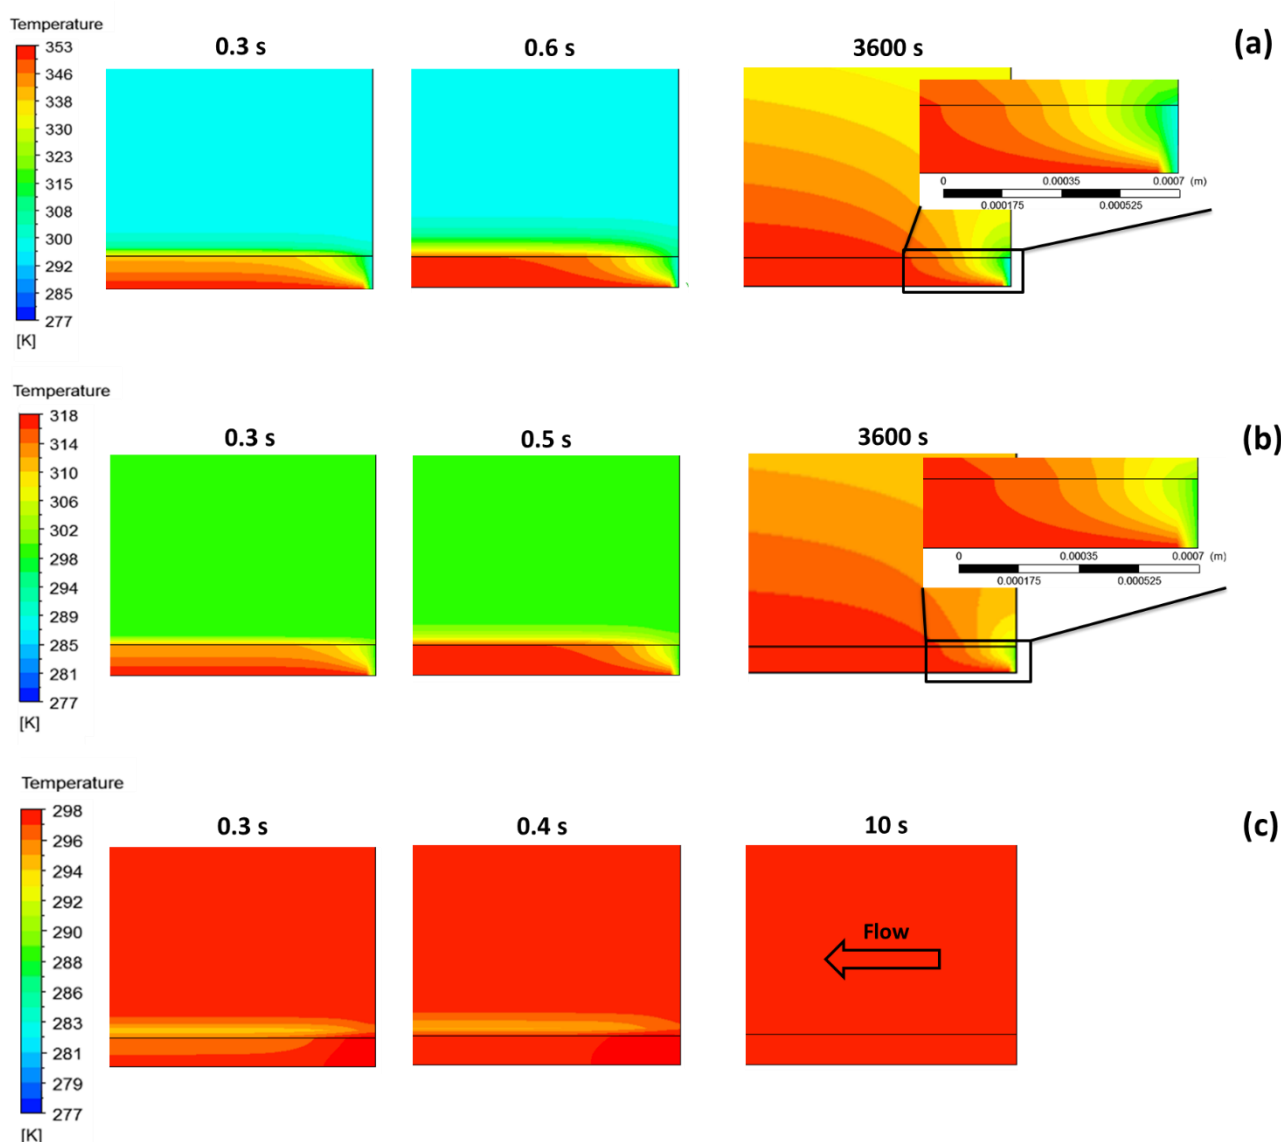 Temperature
0.3 s
0.6 s
3600 s
(a)
353
346
338
330
323
315
308
300
292
285
277
[K]
0
0.00035
0.0007 (m)
0.000175
0.000525
Temperature
0.3 s
0.5 s
3600 s
(b)
318
314
310
306
302
298
294
289
285
281
277
[K]
0
0.00035
0.0007 (m)
0.000175
0.000525
Temperature
0.3 s
0.4 s
10 s
(c)
298
296
294
292
290
288
286
283
281
279
277
[K]
Flow